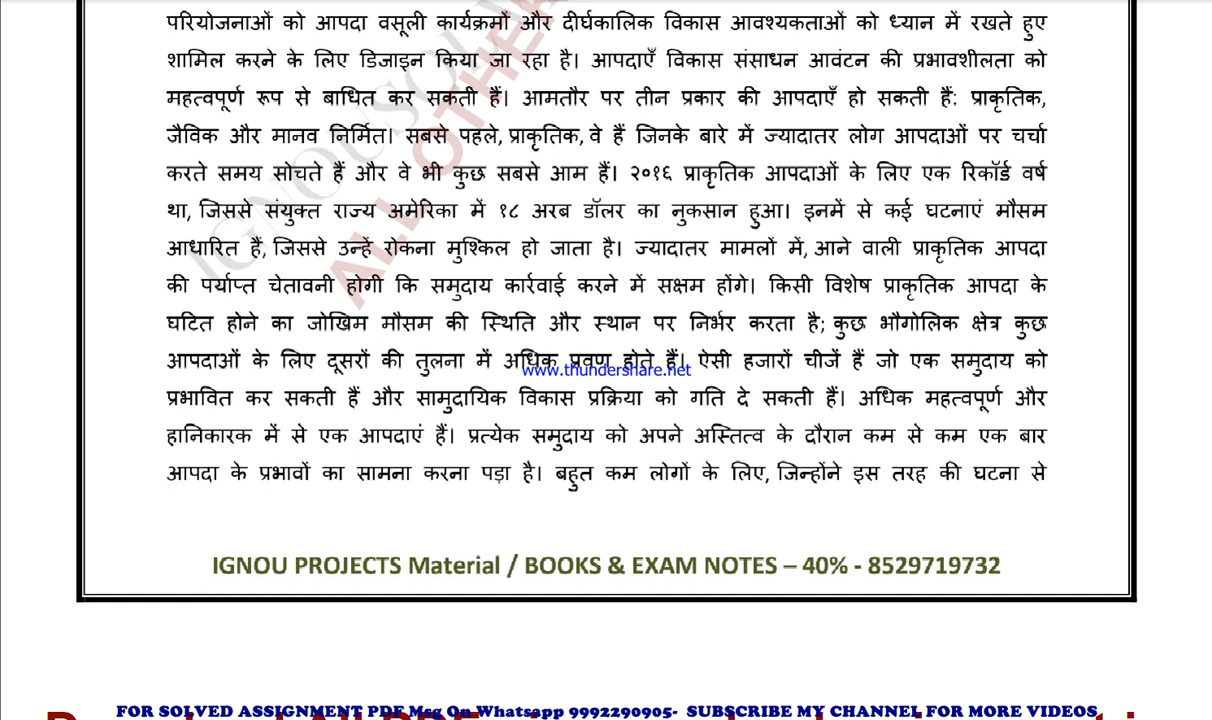 परियोजनाओं को आपदा वसूली कार्यक्रमों और दीर्घकालिक विकास आवश्यकताओं को ध्यान में रखते हुए
शामिल करने के लिए डिजाइन किया जा रहा है। आपदाएँ विकास संसाधन आवंटन की प्रभावशीलता को
महत्वपूर्ण रूप से बाधित कर सकती हैं। आमतौर पर तीन प्रकार की आपदाएँ हो सकती हैं: प्राकृतिक,
जैविक और मानव निर्मित। सबसे पहले, प्राकृतिक, वे हैं जिनके बारे में ज्यादातर लोग आपदाओं पर चर्चा
करते समय सोचते हैं और वे भी कुछ सबसे आम हैं। २०१६ प्राकृतिक आपदाओं के लिए एक रिकॉर्ड वर्ष
था, जिससे संयुक्त राज्य अमेरिका में १८ अरब डॉलर का नुकसान हुआ। इनमें से कई घटनाएं मौसम
आधारित हैं, जिससे उन्हें रोकना मुश्किल हो जाता है। ज्यादातर मामलों में, आने वाली प्राकृतिक आपदा
की पर्याप्त चेतावनी होगी कि समुदाय कार्रवाई करने में सक्षम होंगे। किसी विशेष प्राकृतिक आपदा के
घटित होने का जोखिम मौसम की स्थिति और स्थान पर निर्भर करता है; कुछ भौगोलिक क्षेत्र कुछ
आपदाओं के लिए दूसरों की तुलना में अधिक प्रवण होते हैं। ऐसी हजारों चीजें हैं जो एक समुदाय को
www.thundershare.net
प्रभावित कर सकती हैं और सामुदायिक विकास प्रक्रिया को गति दे सकती हैं। अधिक महत्वपूर्ण और
हानिकारक में से एक आपदाएं हैं। प्रत्येक समुदाय को अपने अस्तित्व के दौरान कम से कम एक बार
आपदा के प्रभावों का सामना करना पड़ा है। बहुत कम लोगों के लिए, जिन्होंने इस तरह की घटना से
IGNOU PROJECTS Material / BOOKS & EXAM NOTES – 40% - 8529719732
FOR SOLVED ASSIGNMENT PDF Msg On Whatsapp 9992290905- SUBSCRIBE MY CHANNEL FOR MORE VIDEOS